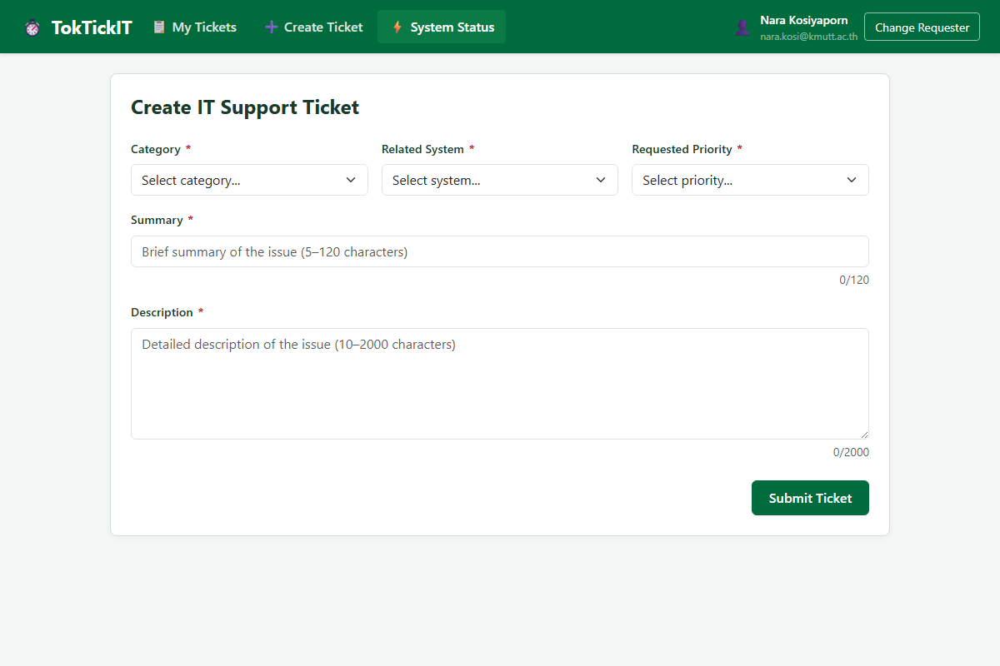 TokTickIT
My Tickets
Create Ticket
System Status
Nara Kosiyaporn
nara.kosi@kmutt.ac.th
Change Requester
Create IT Support Ticket
Category *
Related System *
Requested Priority *
Select category...
Select system...
Select priority...
Summary *
Brief summary of the issue (5–120 characters)
0/120
Description *
Detailed description of the issue (10–2000 characters)
0/2000
Submit Ticket